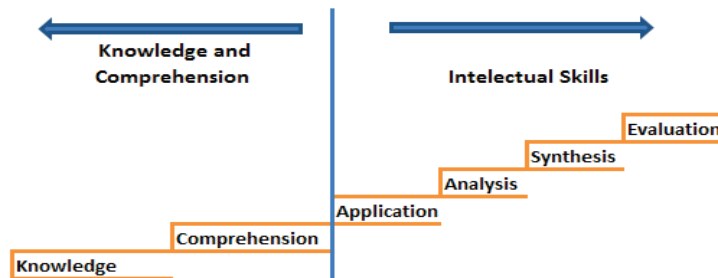 Knowledge and
Comprehension
Intelectual Skills
Evaluation
Synthesis
Analysis
Application
Comprehension
Knowledge